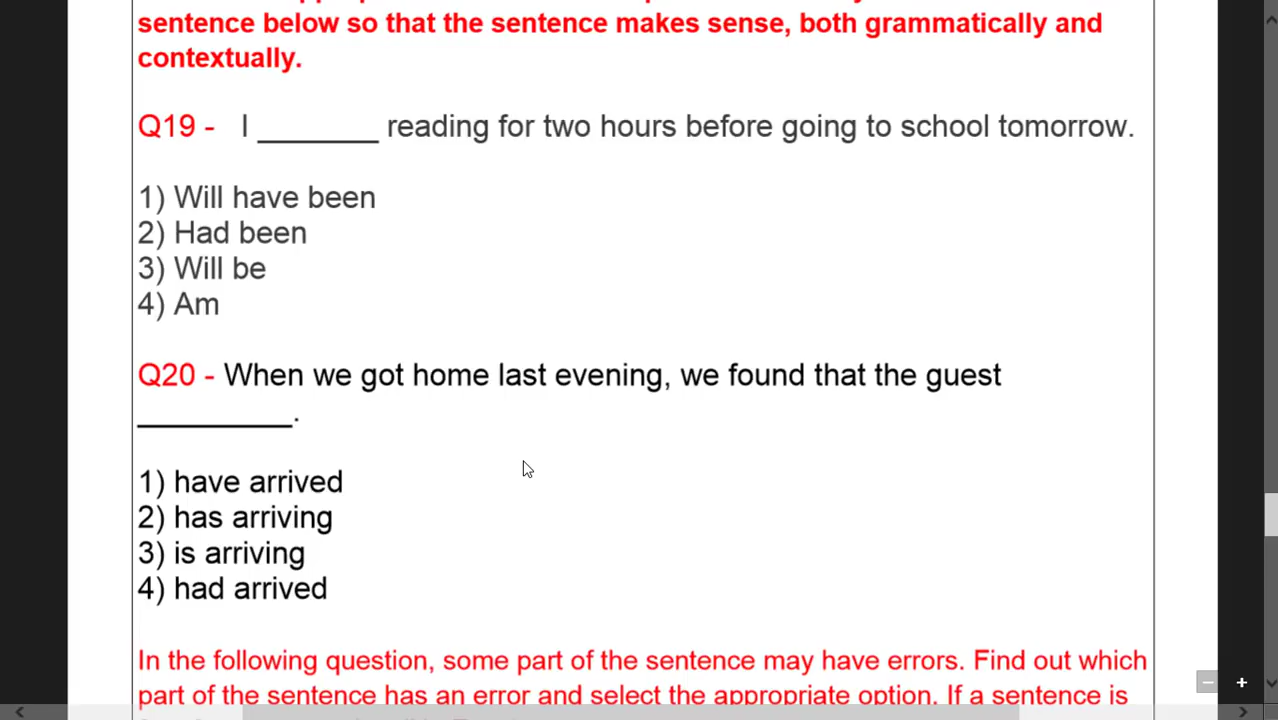 sentence below so that the sentence makes sense, both grammatically and
contextually.
Q19 - I _______ reading for two hours before going to school tomorrow.
1) Will have been
2) Had been
3) Will be
4) Am
Q20 - When we got home last evening, we found that the guest
_________.
1) have arrived
2) has arriving
3) is arriving
4) had arrived
In the following question, some part of the sentence may have errors. Find out which
part of the sentence has an error and select the appropriate option. If a sentence is